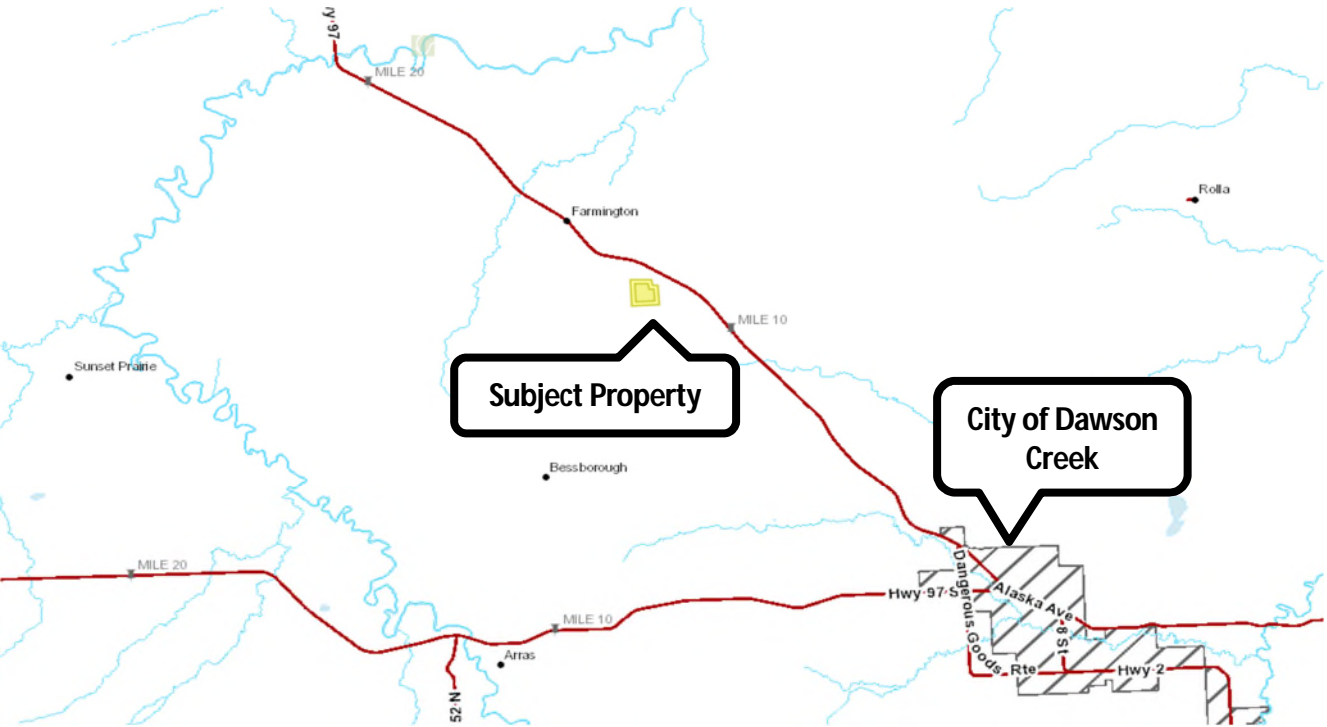 ry 97
MILE 20
Rolla
Farmington
MILE 10
Sunset Prairie
Subject Property
City of Dawson
Creek
Bessborough
MILE 20
Dangerous Goods Rte
Hwy 97 S
Alaska Ave
8 St
MILE 10
Arras
Hwy 2
52 N